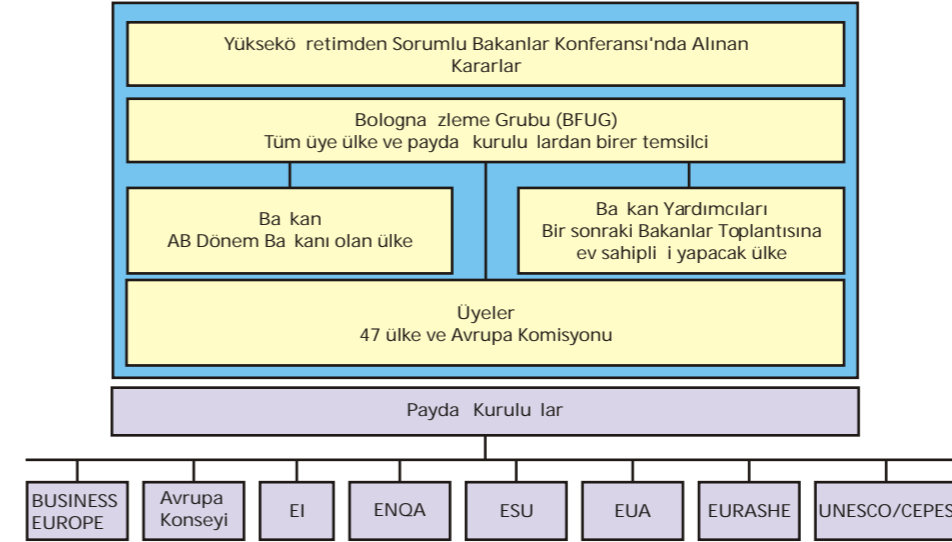 Yüksekö retimden Sorumlu Bakanlar Konferansı'nda Alınan
Kararlar
Bologna zleme Grubu (BFUG)
Tüm üye ülke ve payda kurulu lardan birer temsilci
Ba kan
AB Dönem Ba kanı olan ülke
Ba kan Yardımcıları
Bir sonraki Bakanlar Toplantısına
ev sahipli i yapacak ülke
Üyeler
47 ülke ve Avrupa Komisyonu
Payda Kurulu lar
BUSINESS
EUROPE
Avrupa
Konseyi
EI
ENQA
ESU
EUA
EURASHE
UNESCO/CEPES